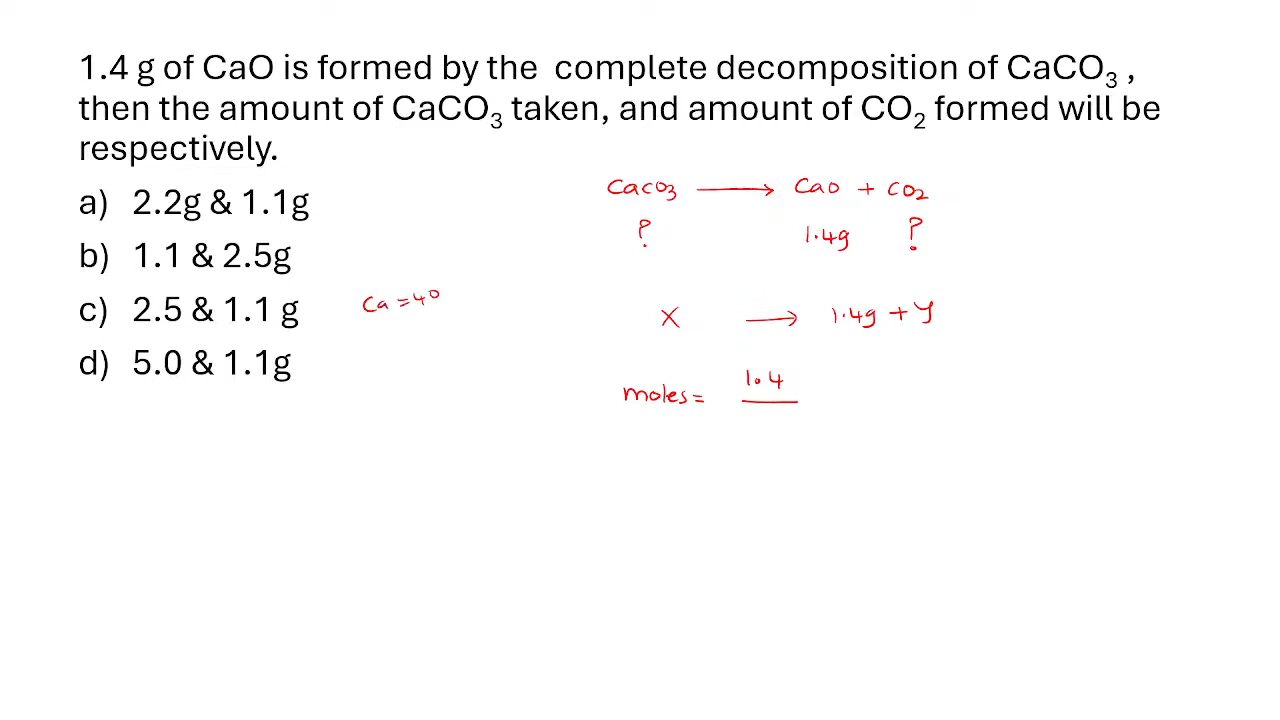 1.4 g of CaO is formed by the complete decomposition of CaCO₃ ,
then the amount of CaCO₃ taken, and amount of CO₂ formed will be
respectively.
a) 2.2g & 1.1g
b) 1.1 & 2.5g
c) 2.5 & 1.1 g
d) 5.0 & 1.1g
Ca = 40
CaCO₃ ⟶ CaO + CO₂
? 1.4g ?
X ⟶ 1.4g + Y
moles = 1.4